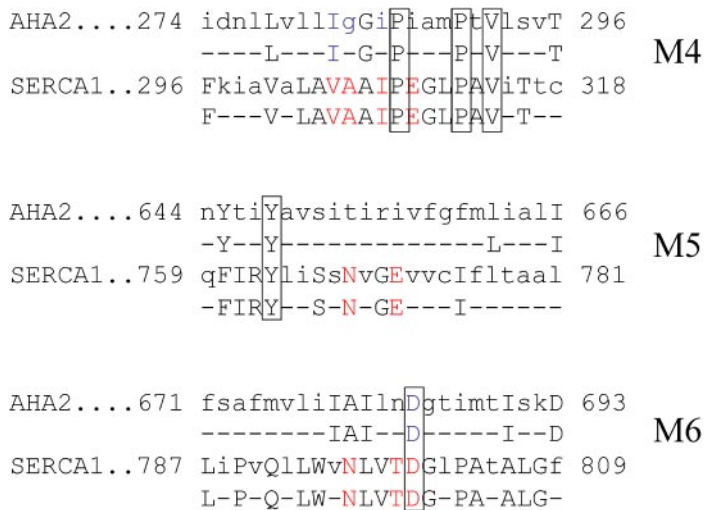 AHA2....274 idnlLvllIgGiPiamPtVlsvT 296
----L---I-G-P---P-V---T M4
SERCA1..296 FkiaVaLAVAAIPEGLPAViTtc 318
F---V-LAVAAIPEGLPAV-T--
AHA2....644 nYtiYavsitirivfgfmlialI 666
-Y--Y-------------L---I M5
SERCA1..759 qFIRYliSsNvGEvvcIfltaal 781
-FIRY--S-N-GE---I------
AHA2....671 fsafmvliIAIlnDgtimtIskD 693
--------IAI--D-----I--D M6
SERCA1..787 LiPvQlLWvNLVTDGlPAtALGf 809
L-P-Q-LW-NLVTDG-PA-ALG-